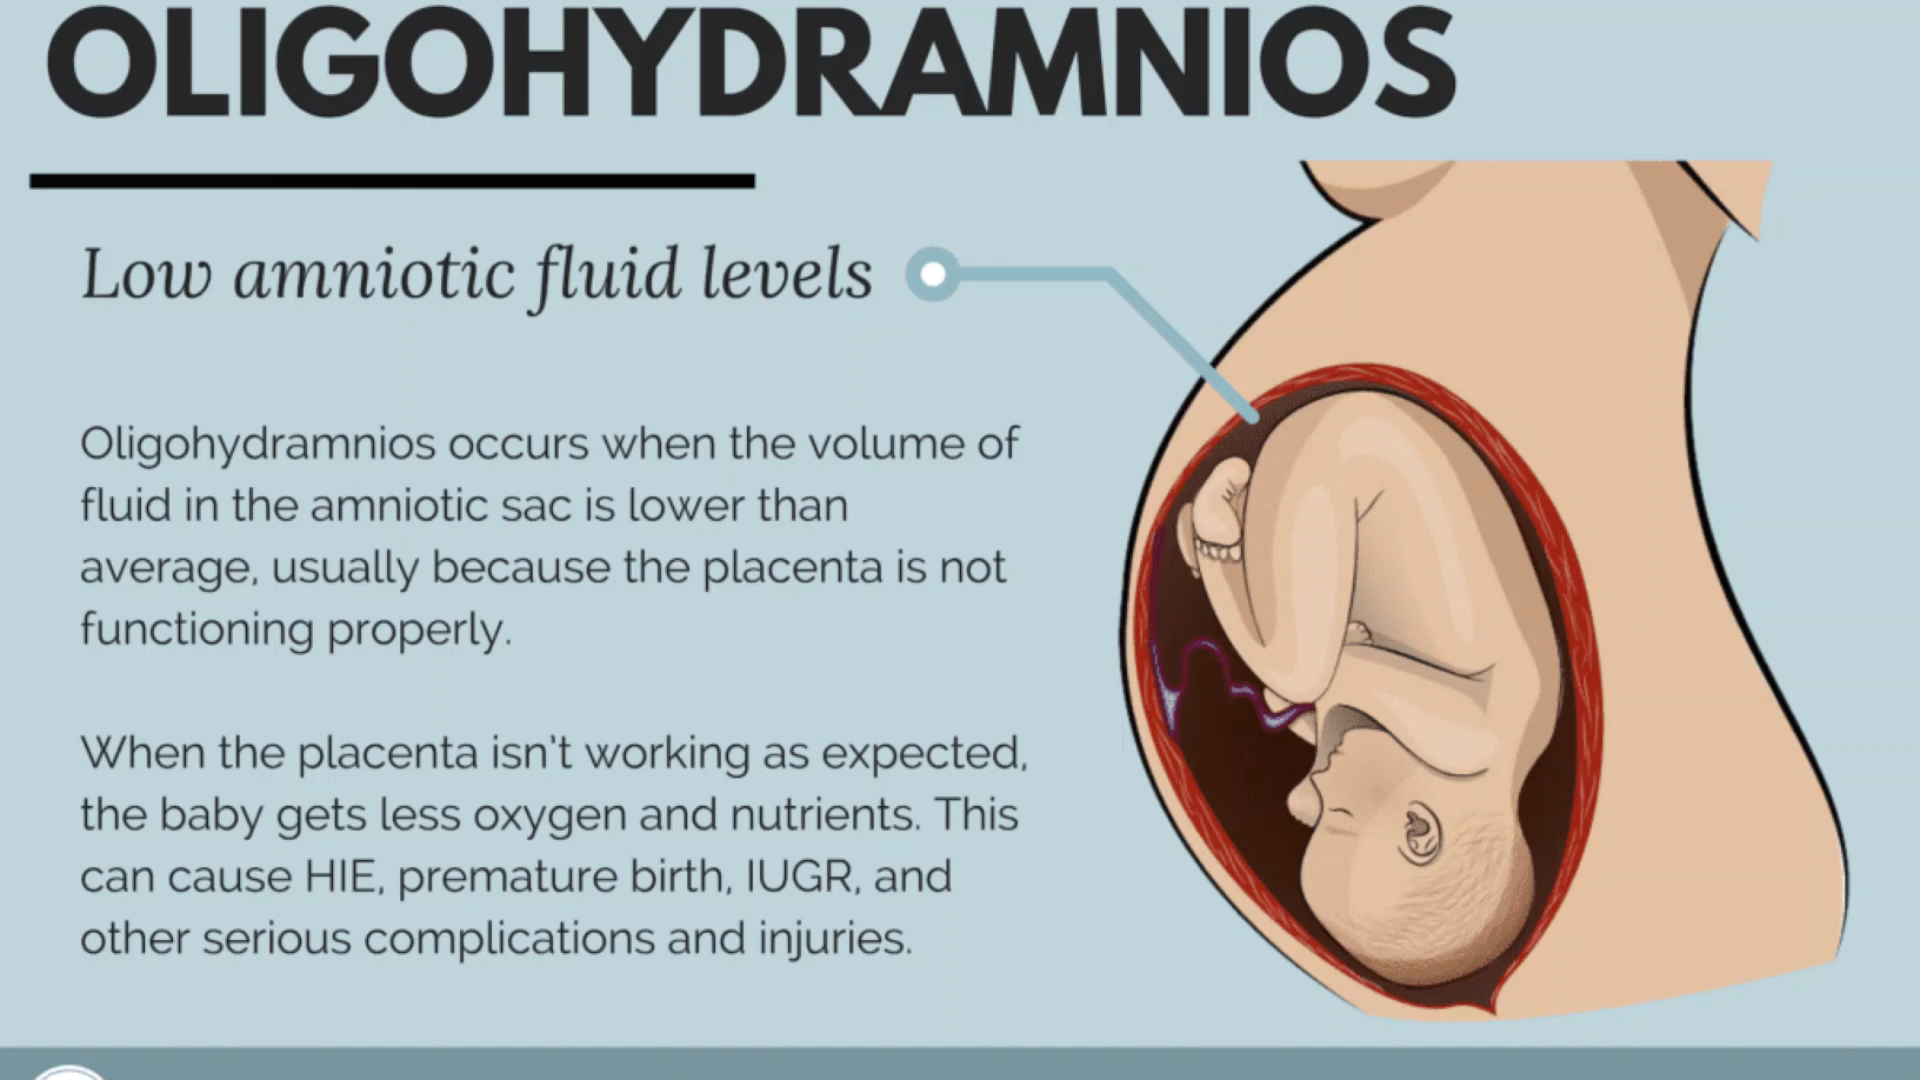 OLIGOHYDRAMNIOS
Low amniotic fluid levels
Oligohydramnios occurs when the volume of
fluid in the amniotic sac is lower than
average, usually because the placenta is not
functioning properly.
When the placenta isn't working as expected,
the baby gets less oxygen and nutrients. This
can cause HIE, premature birth, IUGR, and
other serious complications and injuries.